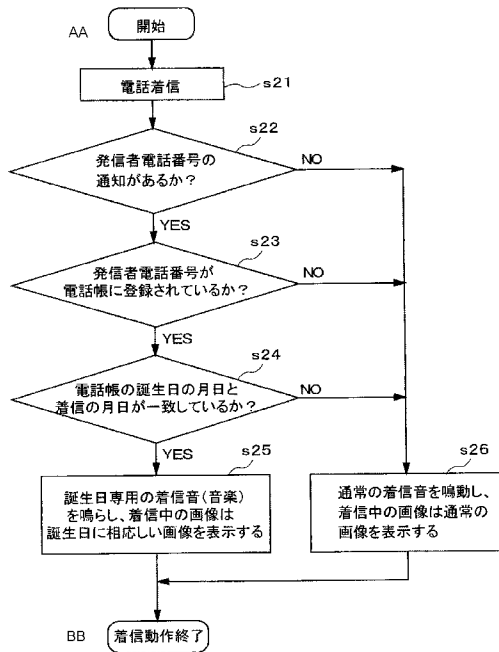 AA 開始
電話着信
s21
s22
発信者電話番号の
通知があるか？
NO
YES
s23
発信者電話番号が
電話帳に登録されているか？
NO
YES
s24
電話帳の誕生日の月日と
着信の月日が一致しているか？
NO
YES
s25
誕生日専用の着信音(音楽)
を鳴らし、着信中の画像は
誕生日に相応しい画像を表示する
s26
通常の着信音を鳴動し、
着信中の画像は通常の
画像を表示する
BB 着信動作終了